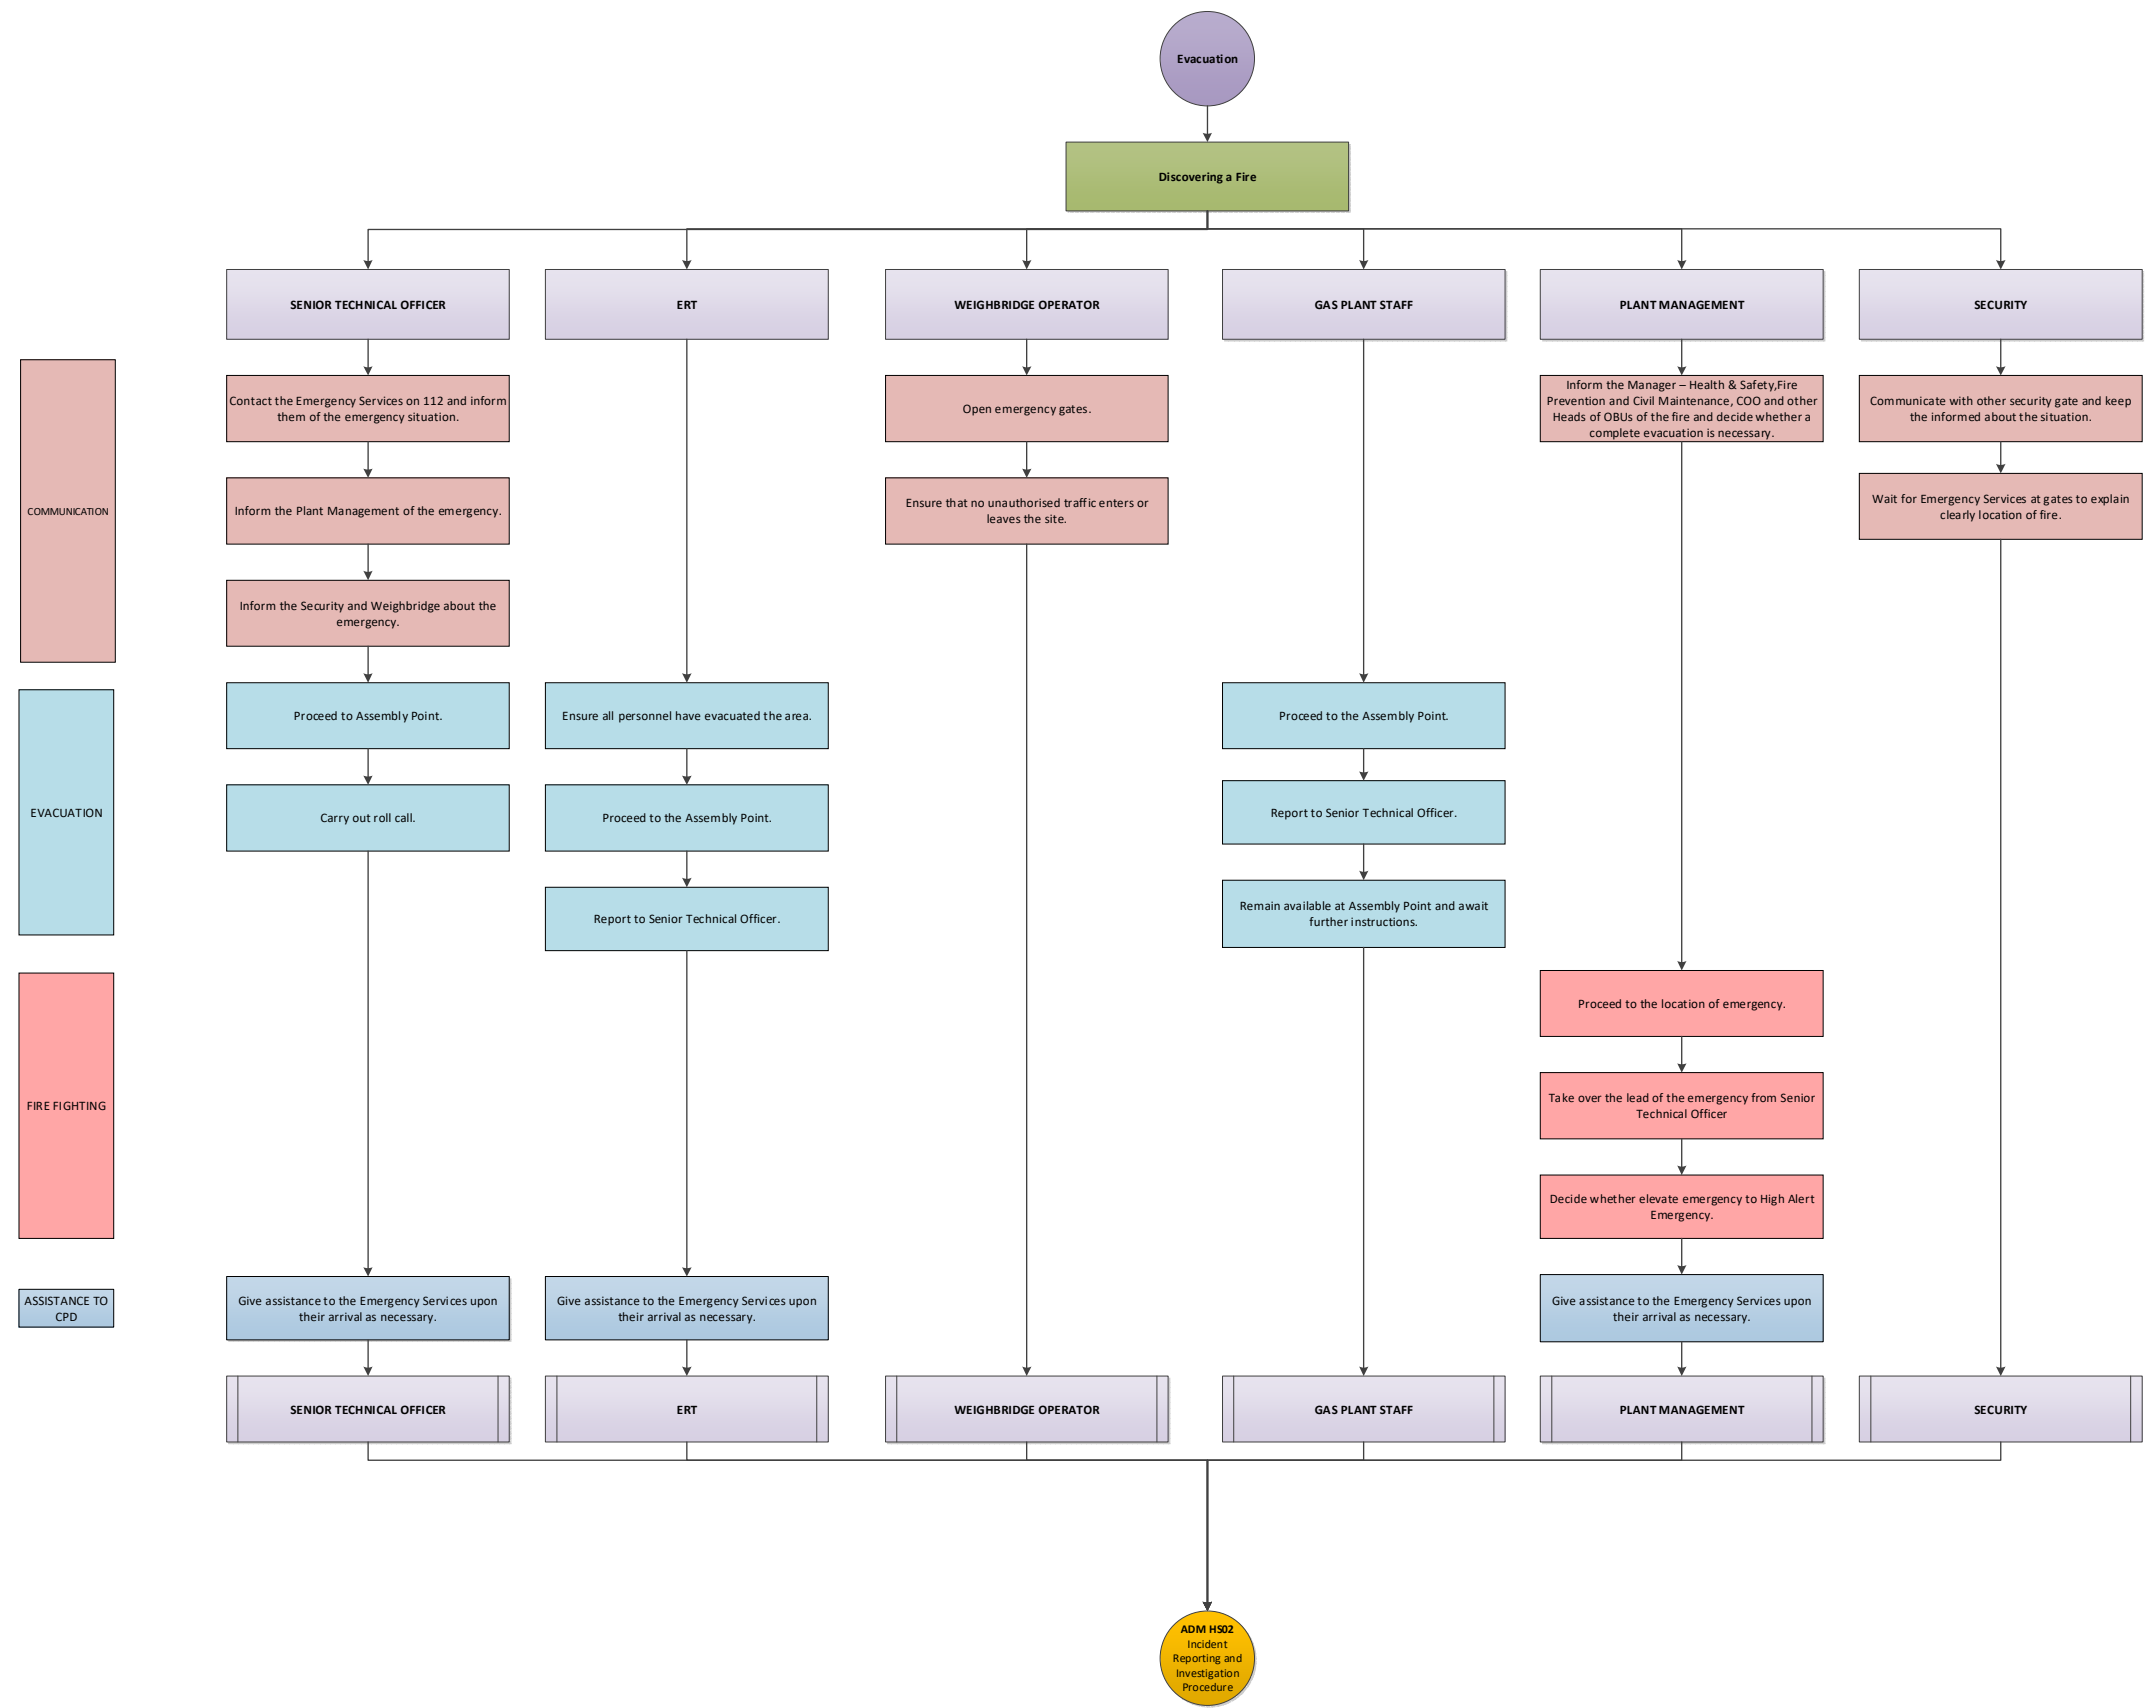 Evacuation
Discovering a Fire
SENIOR TECHNICAL OFFICER
ERT
WEIGHBRIDGE OPERATOR
GAS PLANT STAFF
PLANT MANAGEMENT
SECURITY
COMMUNICATION
Contact the Emergency Services on 112 and inform
them of the emergency situation.
Inform the Plant Management of the emergency.
Inform the Security and Weighbridge about the
emergency.
Open emergency gates.
Ensure that no unauthorised traffic enters or
leaves the site.
Inform the Manager – Health & Safety,Fire
Prevention and Civil Maintenance, COO and other
Heads of OBUs of the fire and decide whether a
complete evacuation is necessary.
Communicate with other security gate and keep
the informed about the situation.
Wait for Emergency Services at gates to explain
clearly location of fire.
EVACUATION
Proceed to Assembly Point.
Carry out roll call.
Ensure all personnel have evacuated the area.
Proceed to the Assembly Point.
Report to Senior Technical Officer.
Proceed to the Assembly Point.
Report to Senior Technical Officer.
Remain available at Assembly Point and await
further instructions.
FIRE FIGHTING
Proceed to the location of emergency.
Take over the lead of the emergency from Senior
Technical Officer
Decide whether elevate emergency to High Alert
Emergency.
ASSISTANCE TO
CPD
Give assistance to the Emergency Services upon
their arrival as necessary.
Give assistance to the Emergency Services upon
their arrival as necessary.
Give assistance to the Emergency Services upon
their arrival as necessary.
SENIOR TECHNICAL OFFICER
ERT
WEIGHBRIDGE OPERATOR
GAS PLANT STAFF
PLANT MANAGEMENT
SECURITY
ADM HS02
Incident
Reporting and
Investigation
Procedure